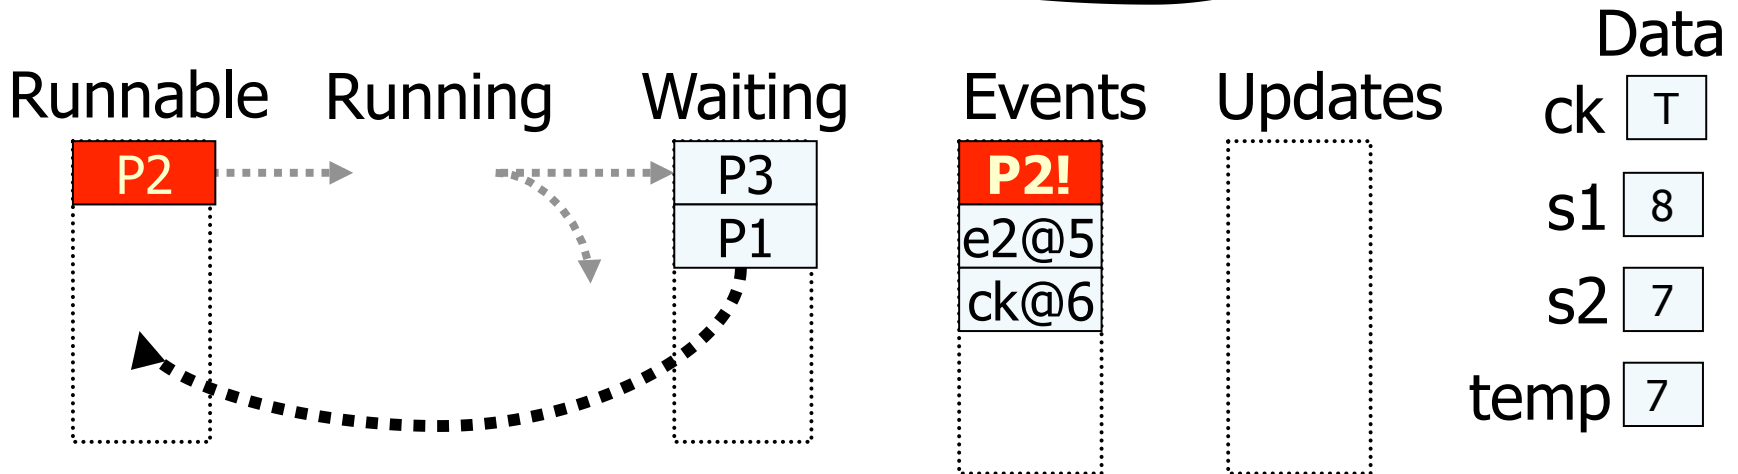 Data
Runnable Running Waiting Events Updates
ck T
P2 P3 P2!
s1 8
P1 e2@5
ck@6
s2 7
temp 7